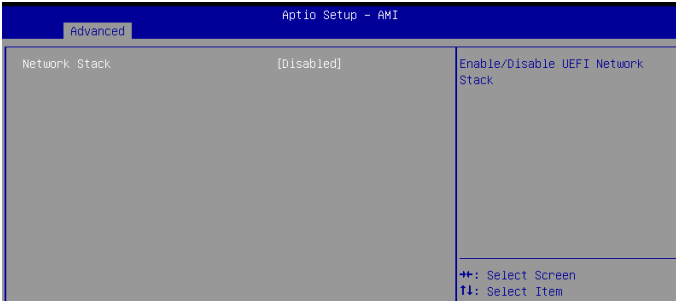 Aptio Setup – AMI
Advanced
Network Stack [Disabled]
Enable/Disable UEFI Network
Stack
→←: Select Screen
↑↓: Select Item